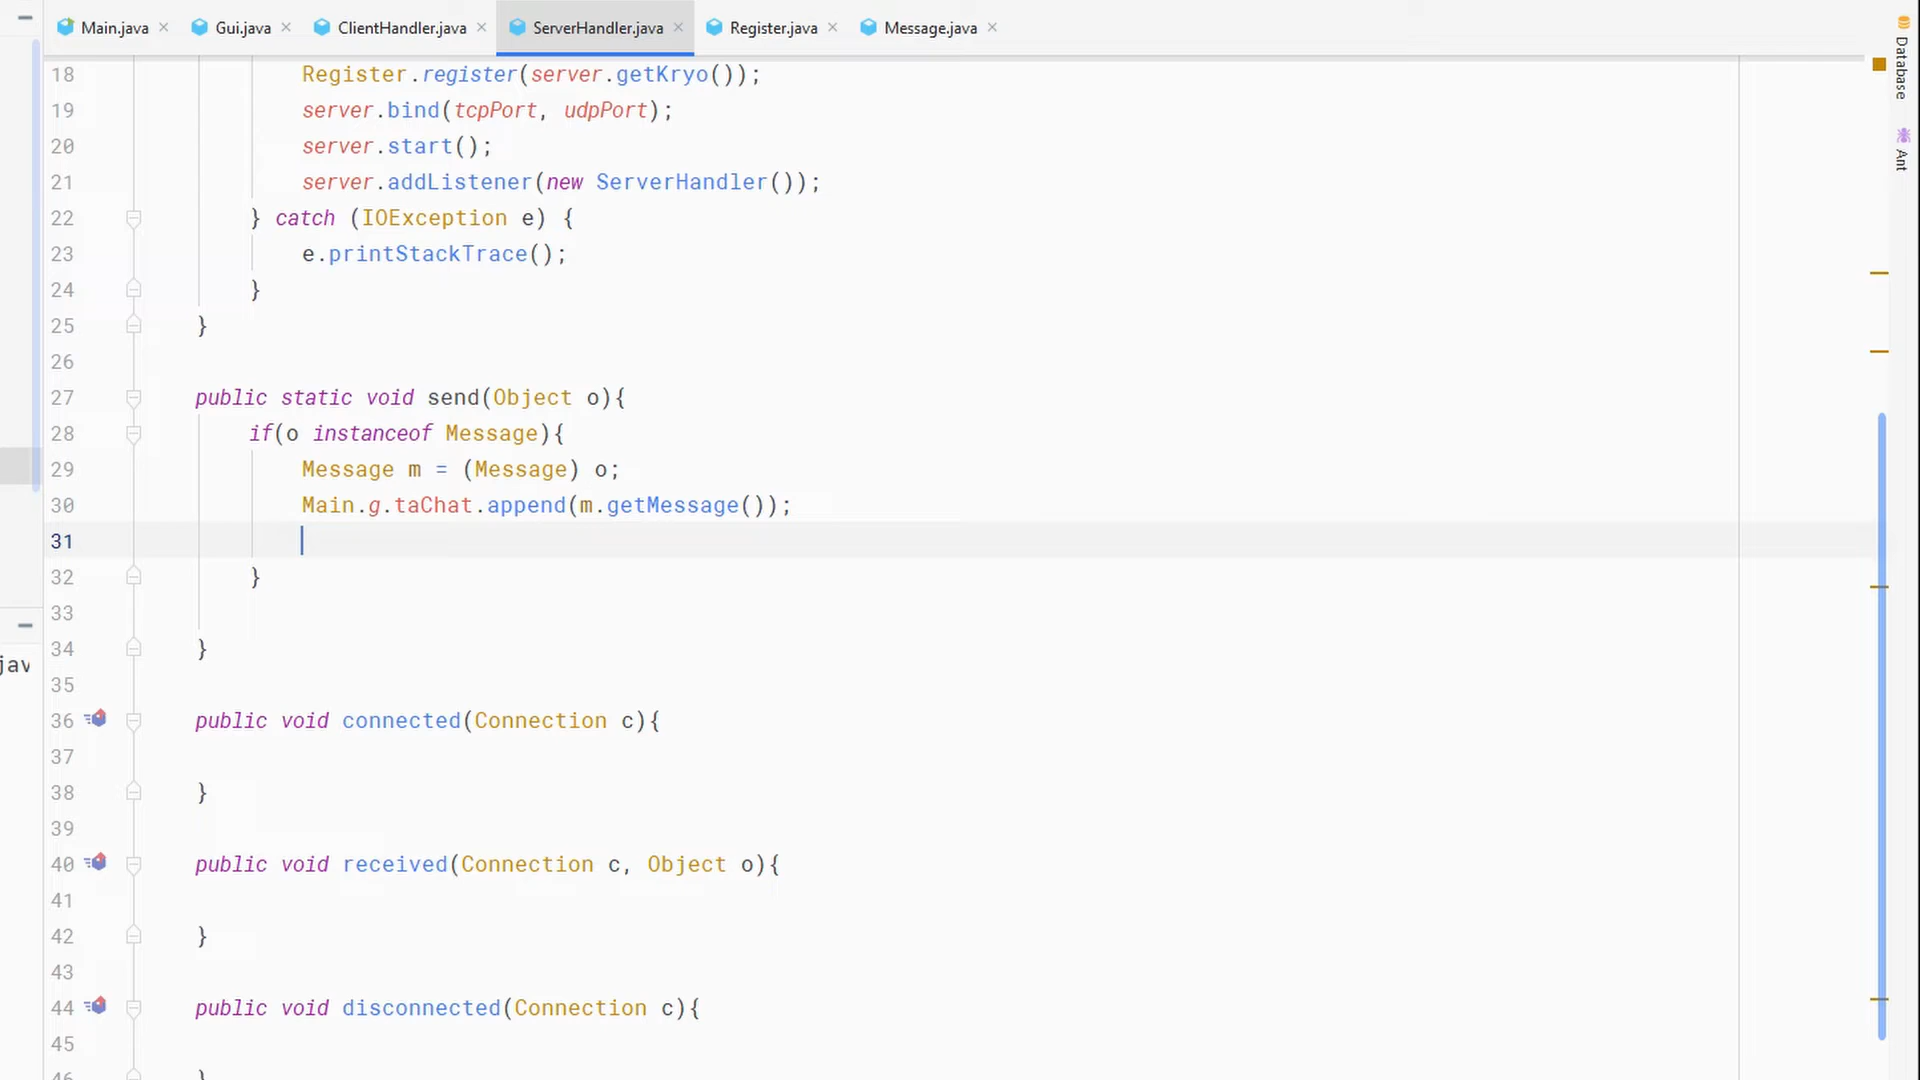 Main.java Gui.java ClientHandler.java ServerHandler.java Register.java Message.java
Database
Ant
jav
18 Register.register(server.getKryo());
19 server.bind(tcpPort, udpPort);
20 server.start();
21 server.addListener(new ServerHandler());
22 } catch (IOException e) {
23 e.printStackTrace();
24 }
25 }
26
27 public static void send(Object o){
28 if(o instanceof Message){
29 Message m = (Message) o;
30 Main.g.taChat.append(m.getMessage());
31
32 }
33
34 }
35
36 public void connected(Connection c){
37
38 }
39
40 public void received(Connection c, Object o){
41
42 }
43
44 public void disconnected(Connection c){
45
46 }